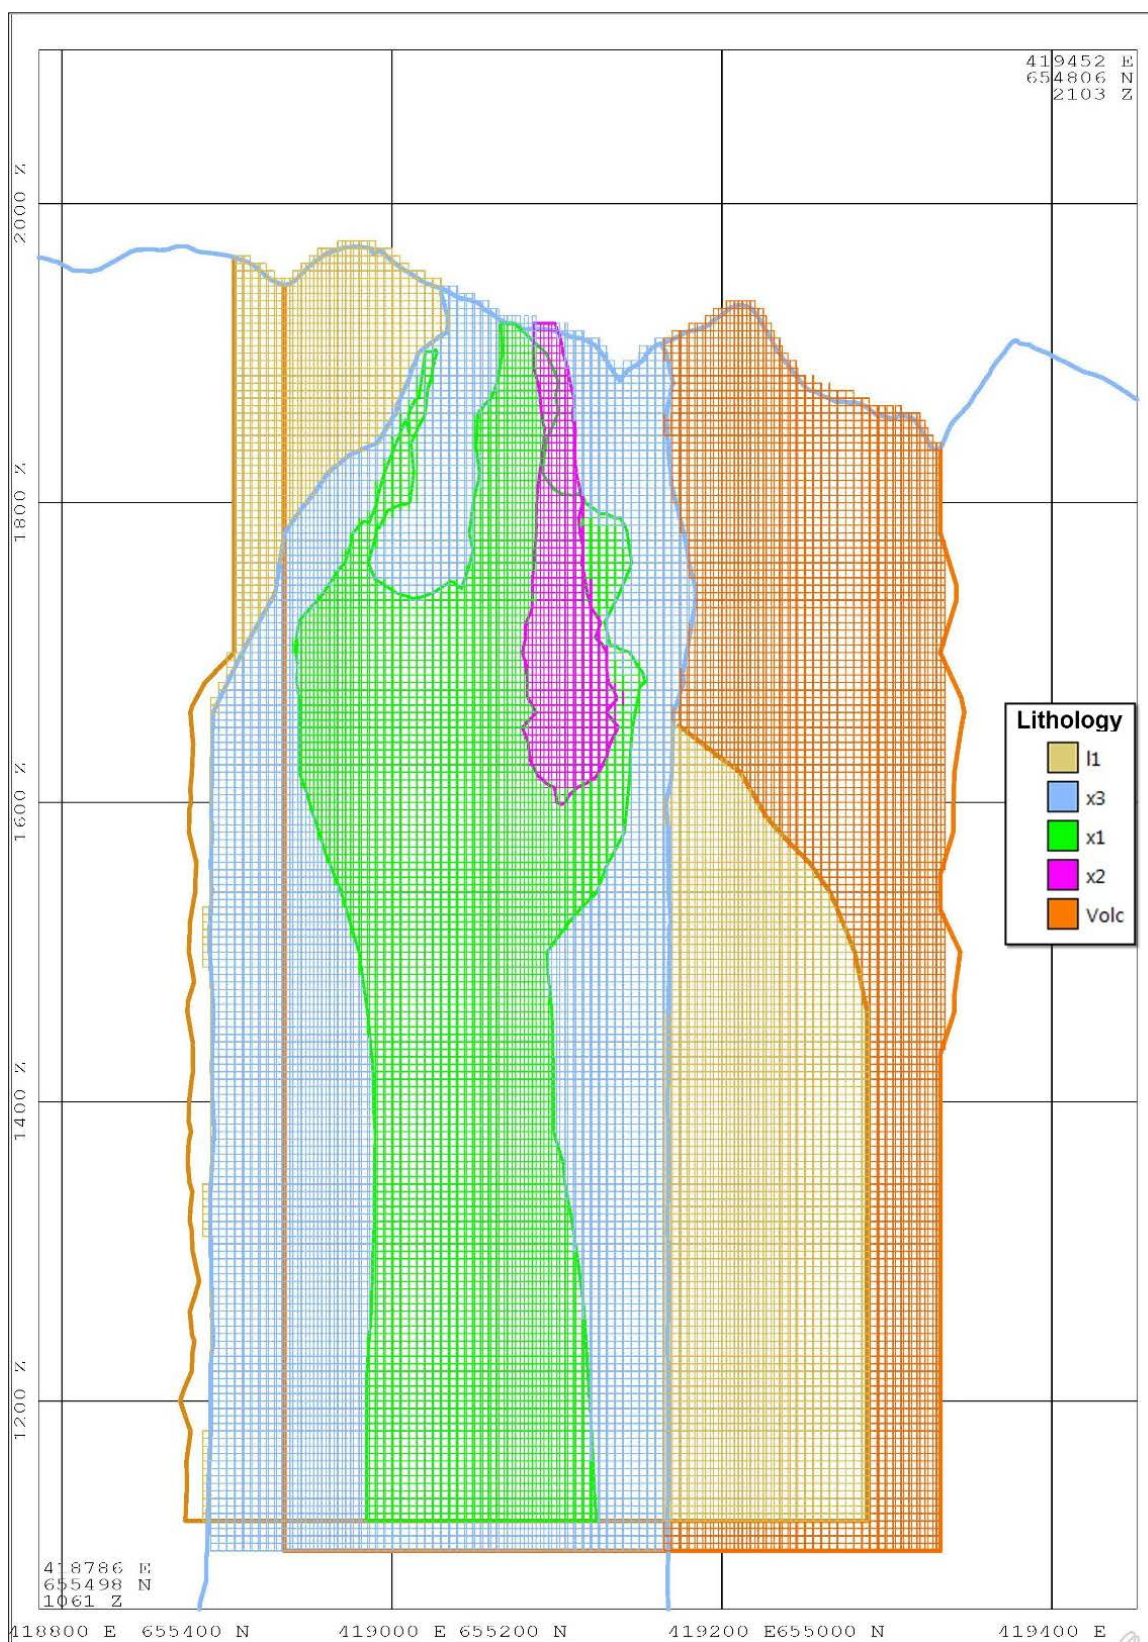 419452 E
654806 N
2103 Z
2000 Z
1800 Z
1600 Z
1400 Z
1200 Z
Lithology
l1
x3
x1
x2
Volc
418786 E
655498 N
1061 Z
418800 E 655400 N 419000 E 655200 N 419200 E655000 N 419400 E